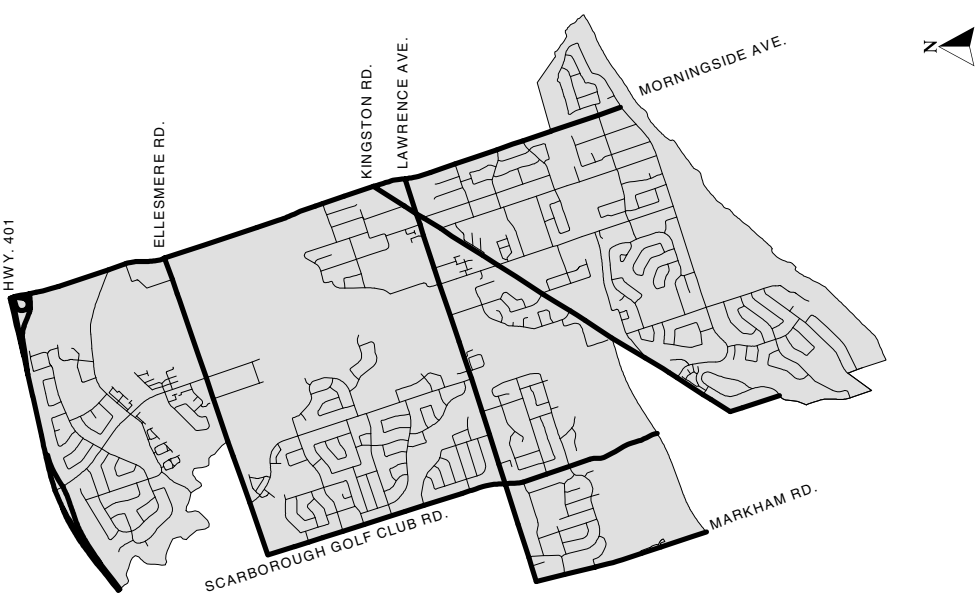 HWY. 401
ELLESMERE RD.
KINGSTON RD.
LAWRENCE AVE.
MORNINGSIDE AVE.
N
SCARBOROUGH GOLF CLUB RD.
MARKHAM RD.